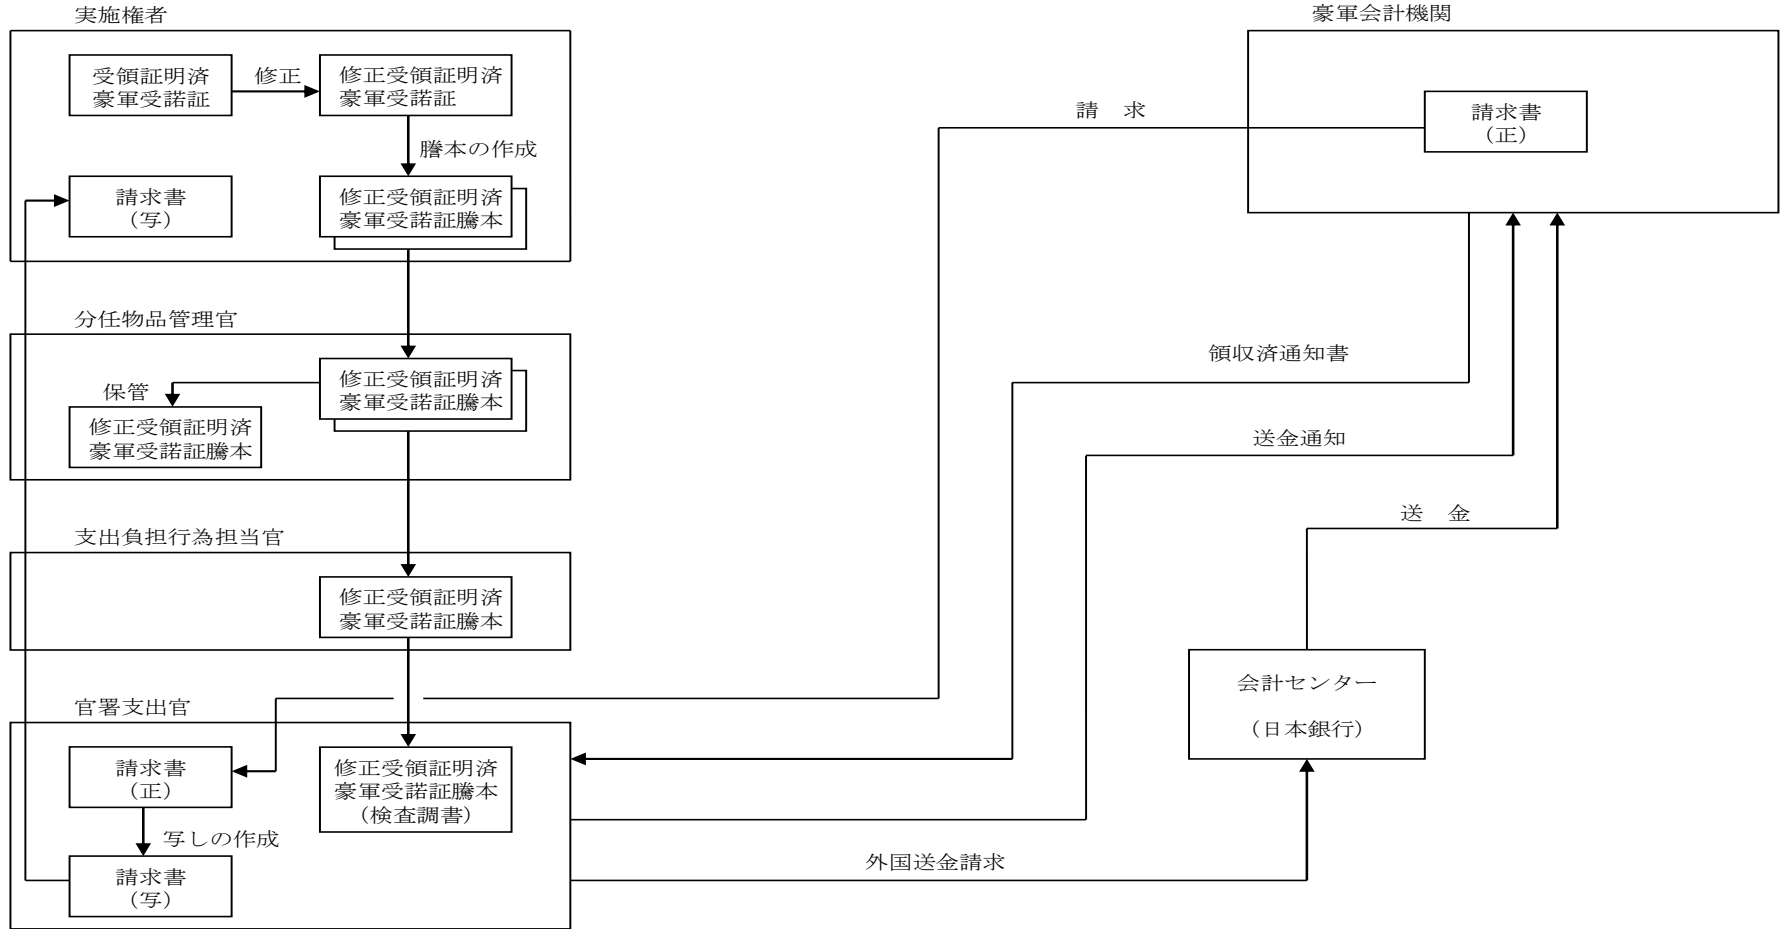 実施権者
豪軍会計機関
受領証明済
豪軍受諾証
修正
修正受領証明済
豪軍受諾証
請求書
(正)
請 求
謄本の作成
請求書
(写)
修正受領証明済
豪軍受諾証謄本
分任物品管理官
修正受領証明済
豪軍受諾証謄本
保管
修正受領証明済
豪軍受諾証謄本
領収済通知書
送金通知
送 金
支出負担行為担当官
修正受領証明済
豪軍受諾証謄本
会計センター
(日本銀行)
官署支出官
請求書
(正)
修正受領証明済
豪軍受諾証謄本
(検査調書)
写しの作成
請求書
(写)
外国送金請求